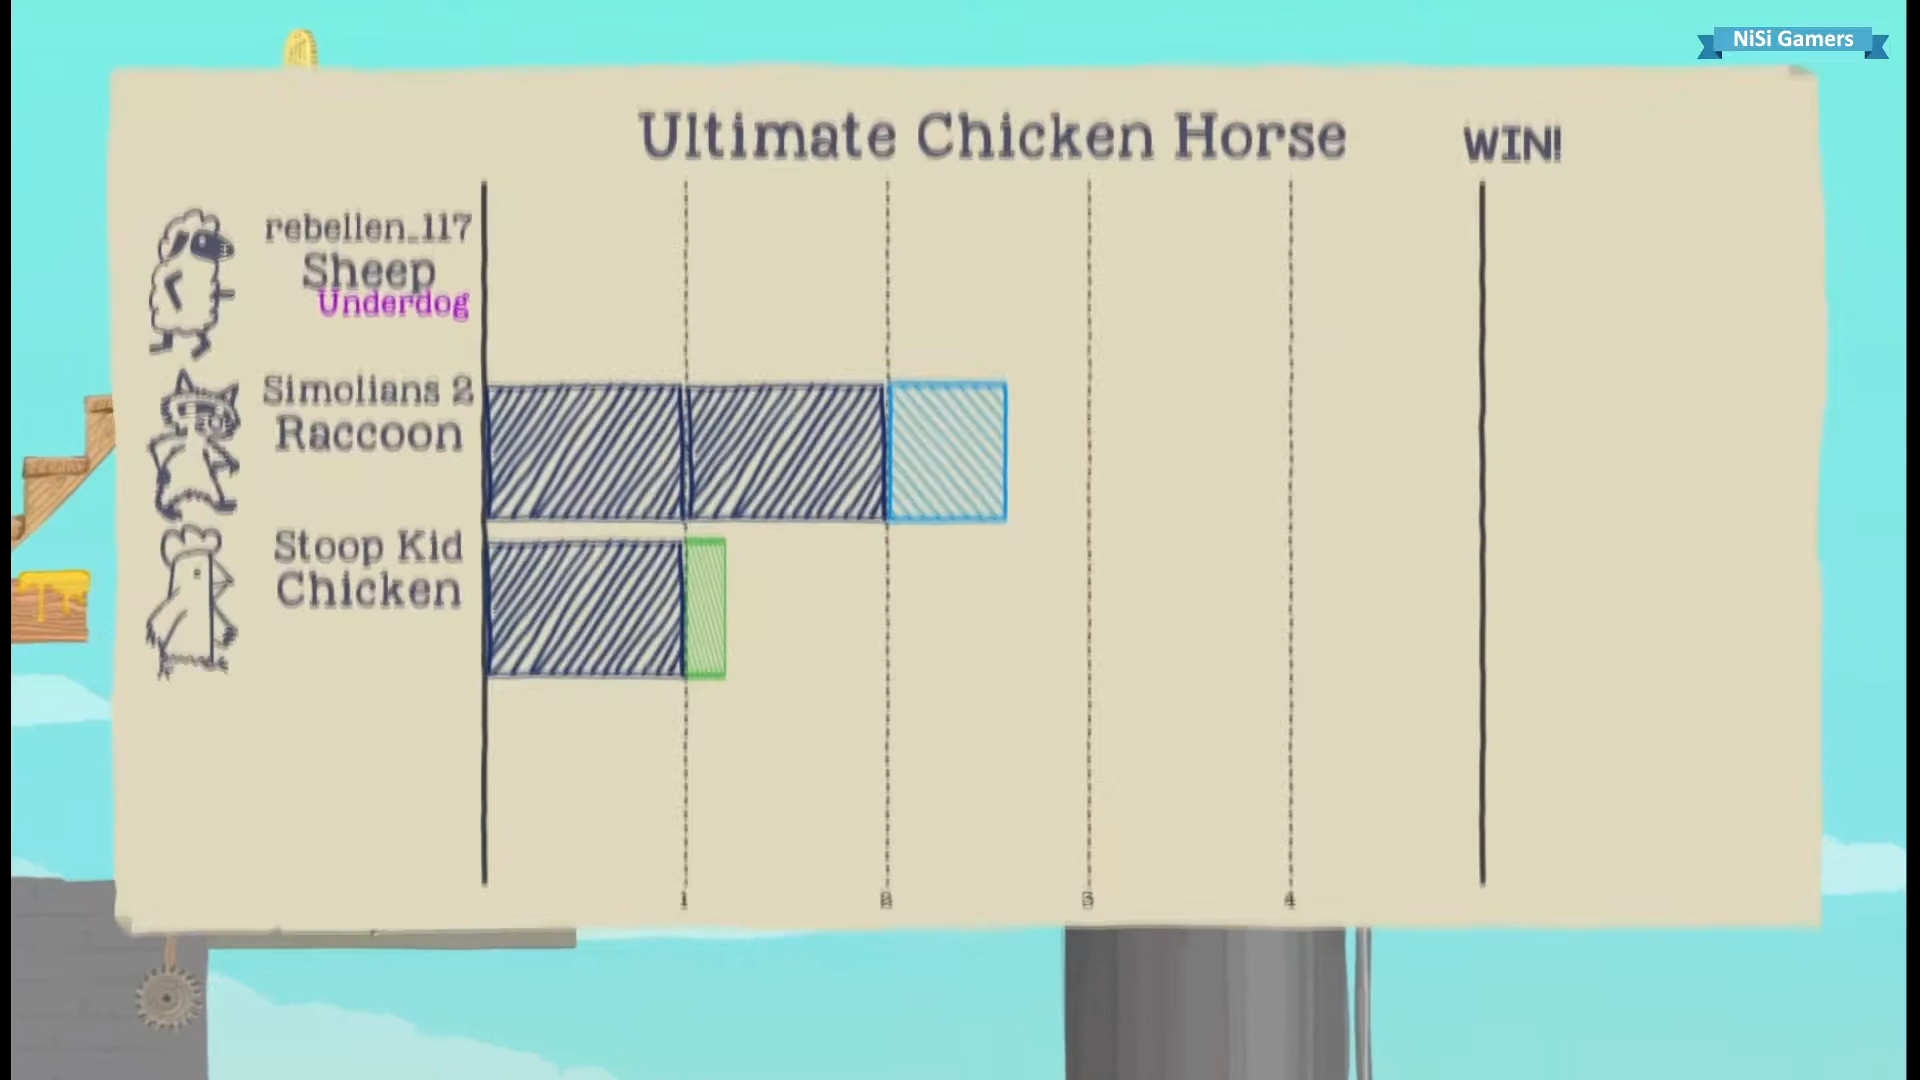 NiSi Gamers
Ultimate Chicken Horse
WIN!
rebellen_117
Sheep
Underdog
Simolians 2
Raccoon
Stoop Kid
Chicken
1 2 3 4